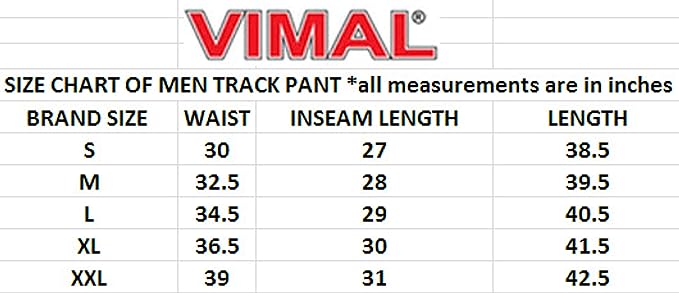 VIMAL®
SIZE CHART OF MEN TRACK PANT *all measurements are in inches
BRAND SIZE WAIST INSEAM LENGTH LENGTH
S 30 27 38.5
M 32.5 28 39.5
L 34.5 29 40.5
XL 36.5 30 41.5
XXL 39 31 42.5